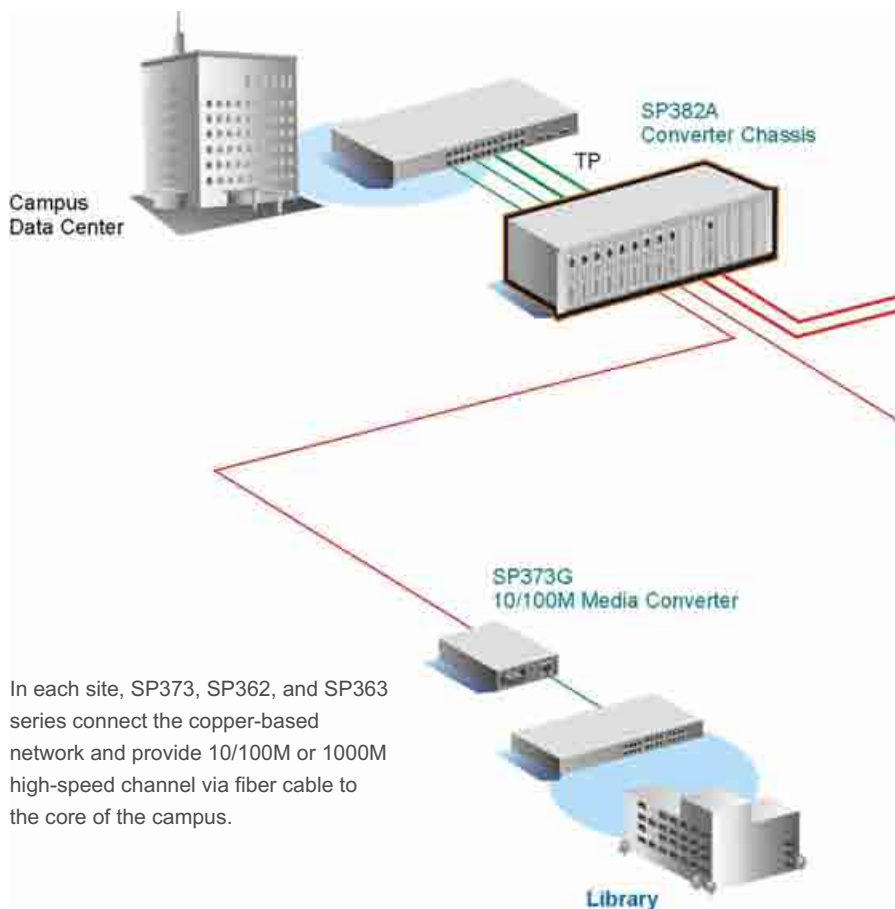 SP382A
Converter Chassis
TP
Campus
Data Center
SP373G
10/100M Media Converter
In each site, SP373, SP362, and SP363
series connect the copper-based
network and provide 10/100M or 1000M
high-speed channel via fiber cable to
the core of the campus.
Library